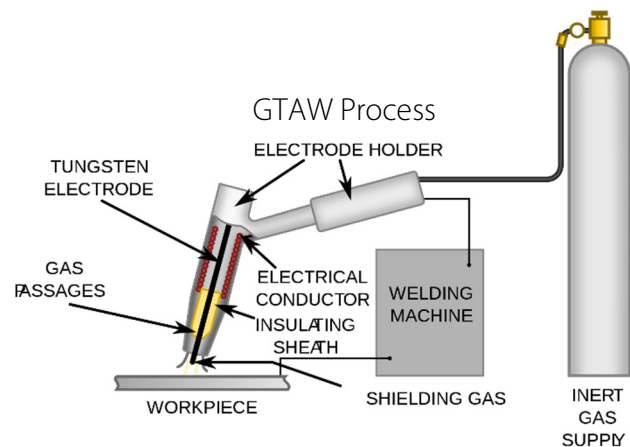 GTAW Process
ELECTRODE HOLDER
TUNGSTEN
ELECTRODE
GAS
PASSAGES
ELECTRICAL
CONDUCTOR
INSULATING
SHEATH
WELDING
MACHINE
SHIELDING GAS
WORKPIECE
INERT
GAS
SUPPLY